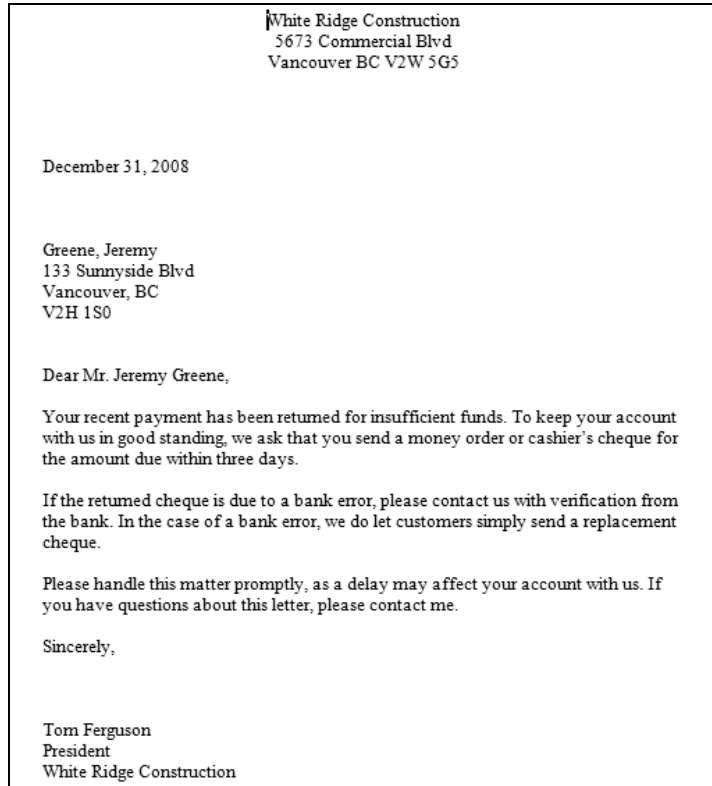 White Ridge Construction
5673 Commercial Blvd
Vancouver BC V2W 5G5
December 31, 2008
Greene, Jeremy
133 Sunnyside Blvd
Vancouver, BC
V2H 1S0
Dear Mr. Jeremy Greene,
Your recent payment has been returned for insufficient funds. To keep your account
with us in good standing, we ask that you send a money order or cashier's cheque for
the amount due within three days.
If the returned cheque is due to a bank error, please contact us with verification from
the bank. In the case of a bank error, we do let customers simply send a replacement
cheque.
Please handle this matter promptly, as a delay may affect your account with us. If
you have questions about this letter, please contact me.
Sincerely,
Tom Ferguson
President
White Ridge Construction